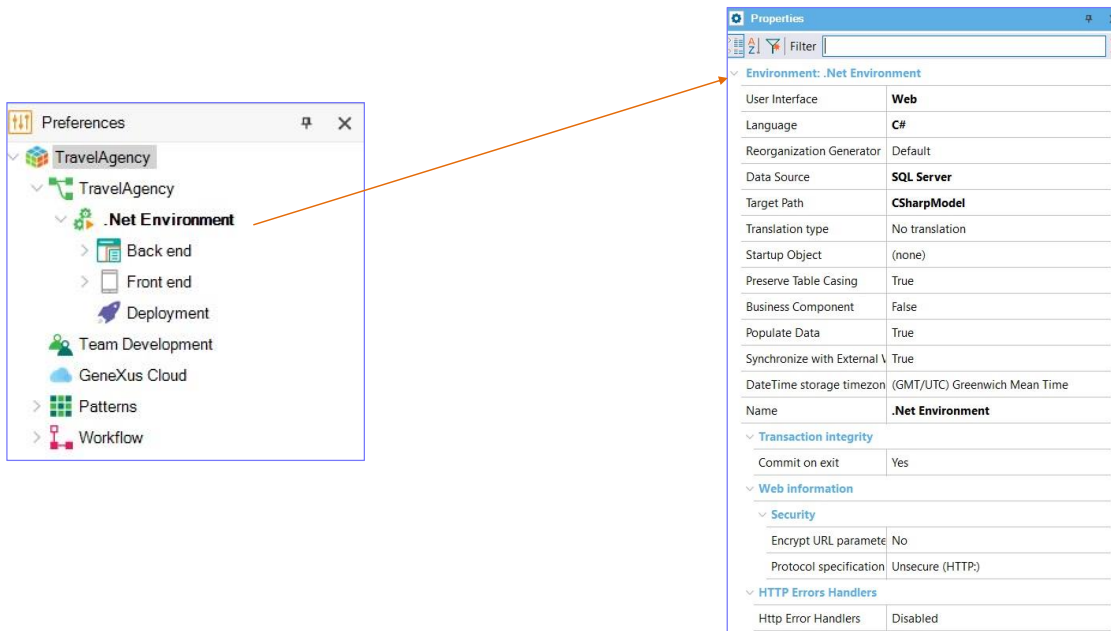 Preferences
TravelAgency
TravelAgency
.Net Environment
Back end
Front end
Deployment
Team Development
GeneXus Cloud
Patterns
Workflow
Properties
Filter
Environment: .Net Environment
User Interface Web
Language C#
Reorganization Generator Default
Data Source SQL Server
Target Path CSharpModel
Translation type No translation
Startup Object (none)
Preserve Table Casing True
Business Component False
Populate Data True
Synchronize with External V True
DateTime storage timezon (GMT/UTC) Greenwich Mean Time
Name .Net Environment
Transaction integrity
Commit on exit Yes
Web information
Security
Encrypt URL paramete No
Protocol specification Unsecure (HTTP:)
HTTP Errors Handlers
Http Error Handlers Disabled